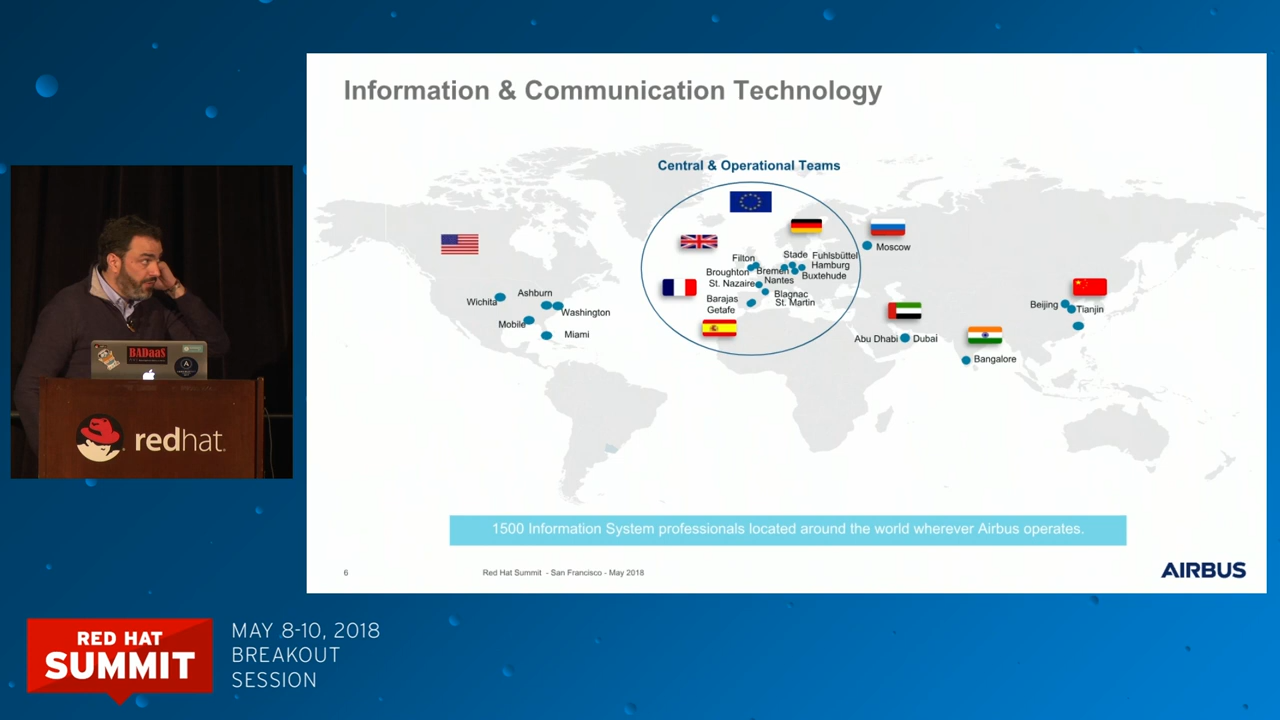 Information & Communication Technology
Central & Operational Teams
Moscow
Filton
Stade
Fuhlsbüttel
Broughton
Bremen
Hamburg
St. Nazaire
Nantes
Buxtehude
Barajas
Blagnac
Getafe
St. Martin
Wichita
Ashburn
Washington
Mobile
Miami
Beijing
Tianjin
Abu Dhabi
Dubai
Bangalore
1500 Information System professionals located around the world wherever Airbus operates.
6
Red Hat Summit - San Francisco - May 2018
AIRBUS
BADaaS
redhat.
RED HAT
SUMMIT
MAY 8-10, 2018
BREAKOUT
SESSION